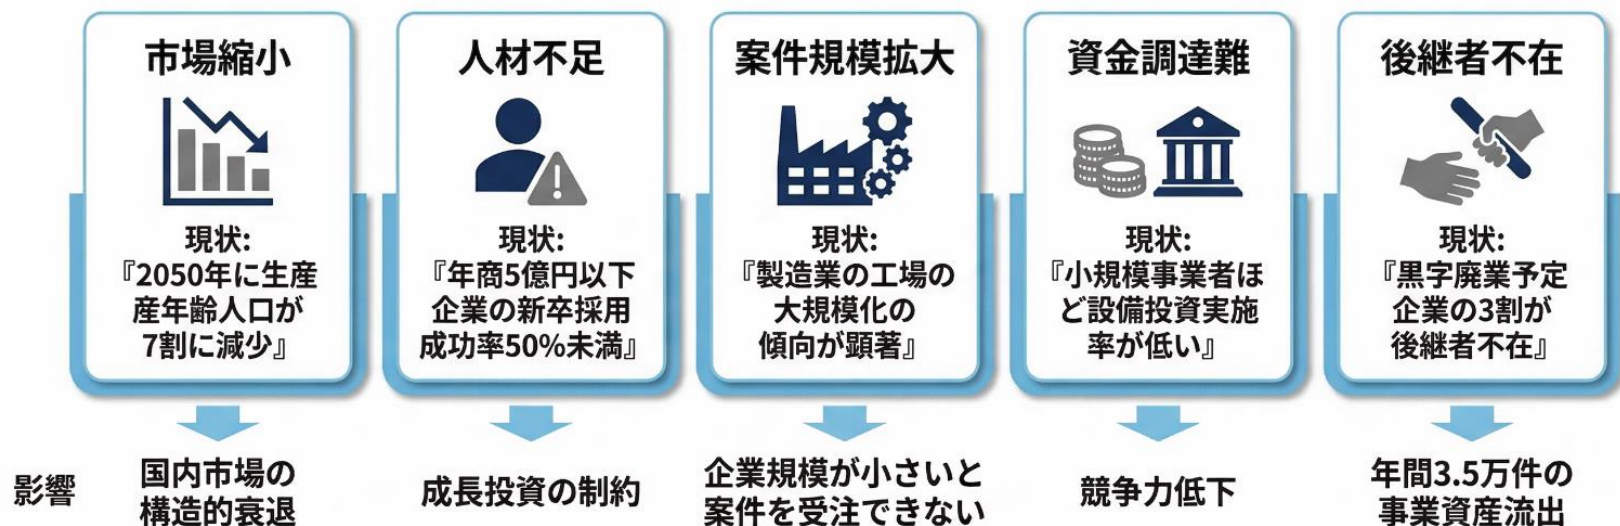 市場縮小
現状:
『2050年に生産
産年齢人口が
7割に減少』
人材不足
現状:
『年商5億円以下
企業の新卒採用
成功率50%未満』
案件規模拡大
現状:
『製造業の工場の
大規模化の
傾向が顕著』
資金調達難
現状:
『小規模事業者ほ
ど設備投資実施
率が低い』
後継者不在
現状:
『黒字廃業予定
企業の3割が
後継者不在』
影響
国内市場の
構造的衰退
成長投資の制約
企業規模が小さいと
案件を受注できない
競争力低下
年間3.5万件の
事業資産流出